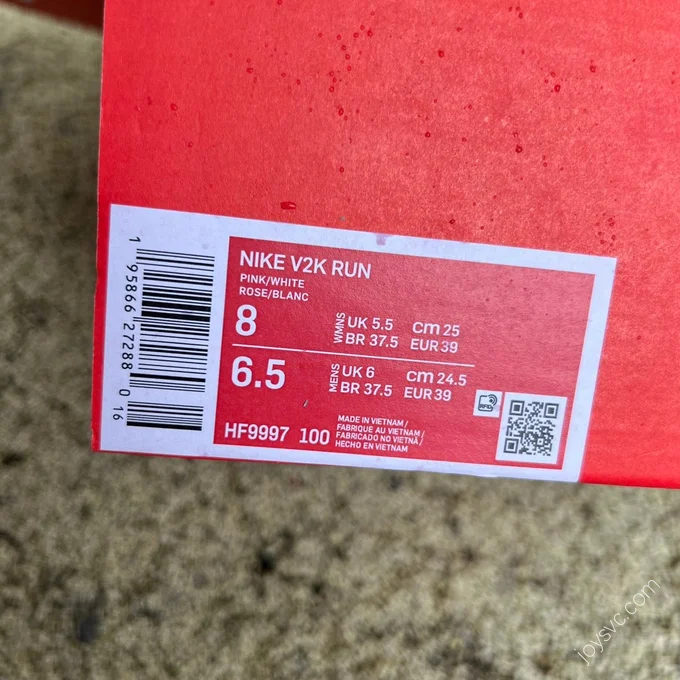 NIKE V2K RUN
PINK/WHITE
ROSE/BLANC
8 WMNS UK 5.5 cm 25
BR 37.5 EUR 39
6.5 MENS UK 6 cm 24.5
BR 37.5 EUR 39
HF9997 100
MADE IN VIETNAM/
FABRIQUE AU VIETNAM/
FABRICADO NO VIETNÃ/
HECHO EN VIETNAM
RFID
1 95866 27288 0 16
joysvc.com